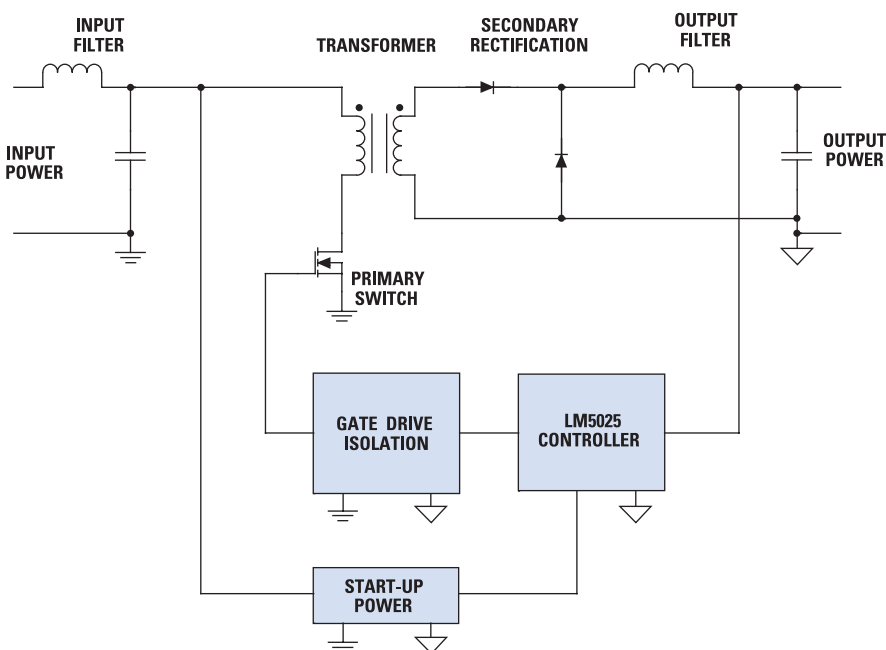 INPUT
FILTER
TRANSFORMER
SECONDARY
RECTIFICATION
OUTPUT
FILTER
INPUT
POWER
OUTPUT
POWER
PRIMARY
SWITCH
GATE DRIVE
ISOLATION
LM5025
CONTROLLER
START-UP
POWER